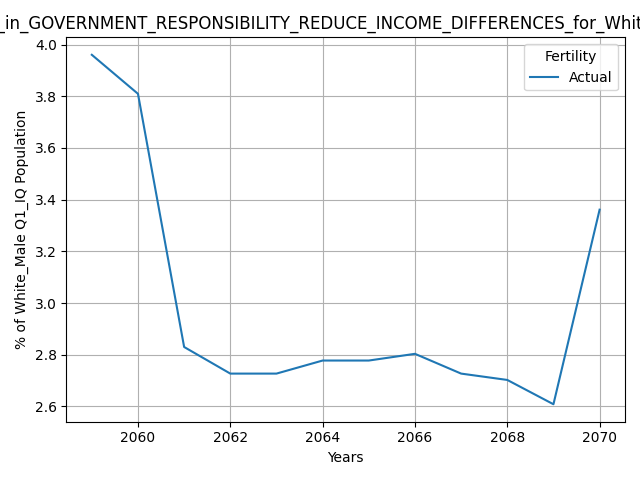 _in_GOVERNMENT_RESPONSIBILITY_REDUCE_INCOME_DIFFERENCES_for_Whit
Fertility
Actual
4.0
3.8
3.6
3.4
3.2
3.0
2.8
2.6
% of White_Male Q1_IQ Population
2060 2062 2064 2066 2068 2070
Years